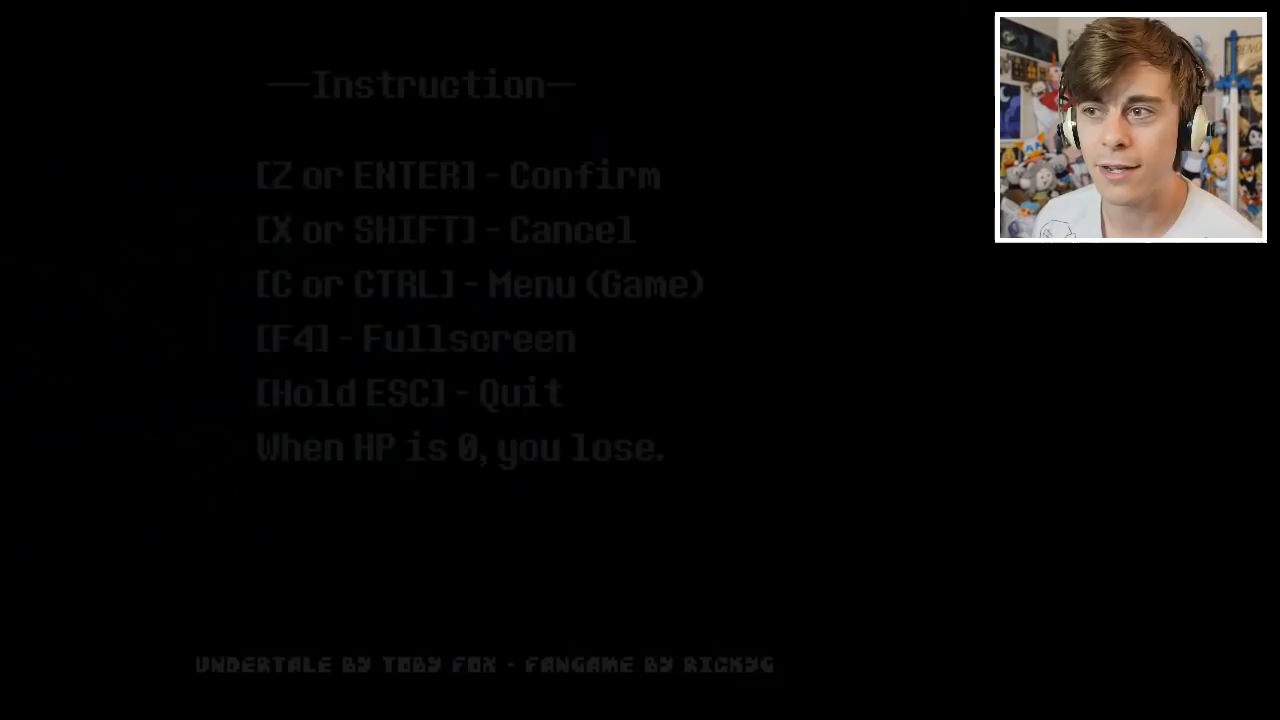 —Instruction—
[Z or ENTER] - Confirm
[X or SHIFT] - Cancel
[C or CTRL] - Menu (Game)
[F4] - Fullscreen
[Hold ESC] - Quit
When HP is 0, you lose.
UNDERTALE BY TOBY FOX - FANGAME BY RICKYG